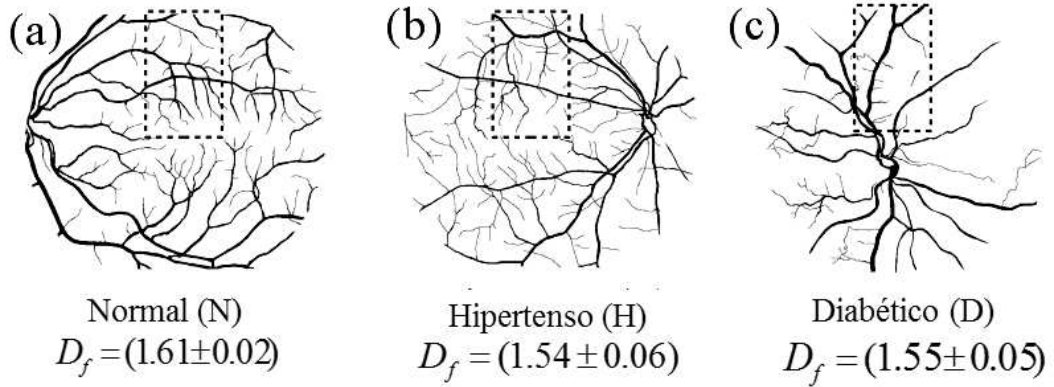 (a)
(b)
(c)
Normal (N)
D_f = (1.61±0.02)
Hipertenso (H)
D_f = (1.54±0.06)
Diabético (D)
D_f = (1.55±0.05)